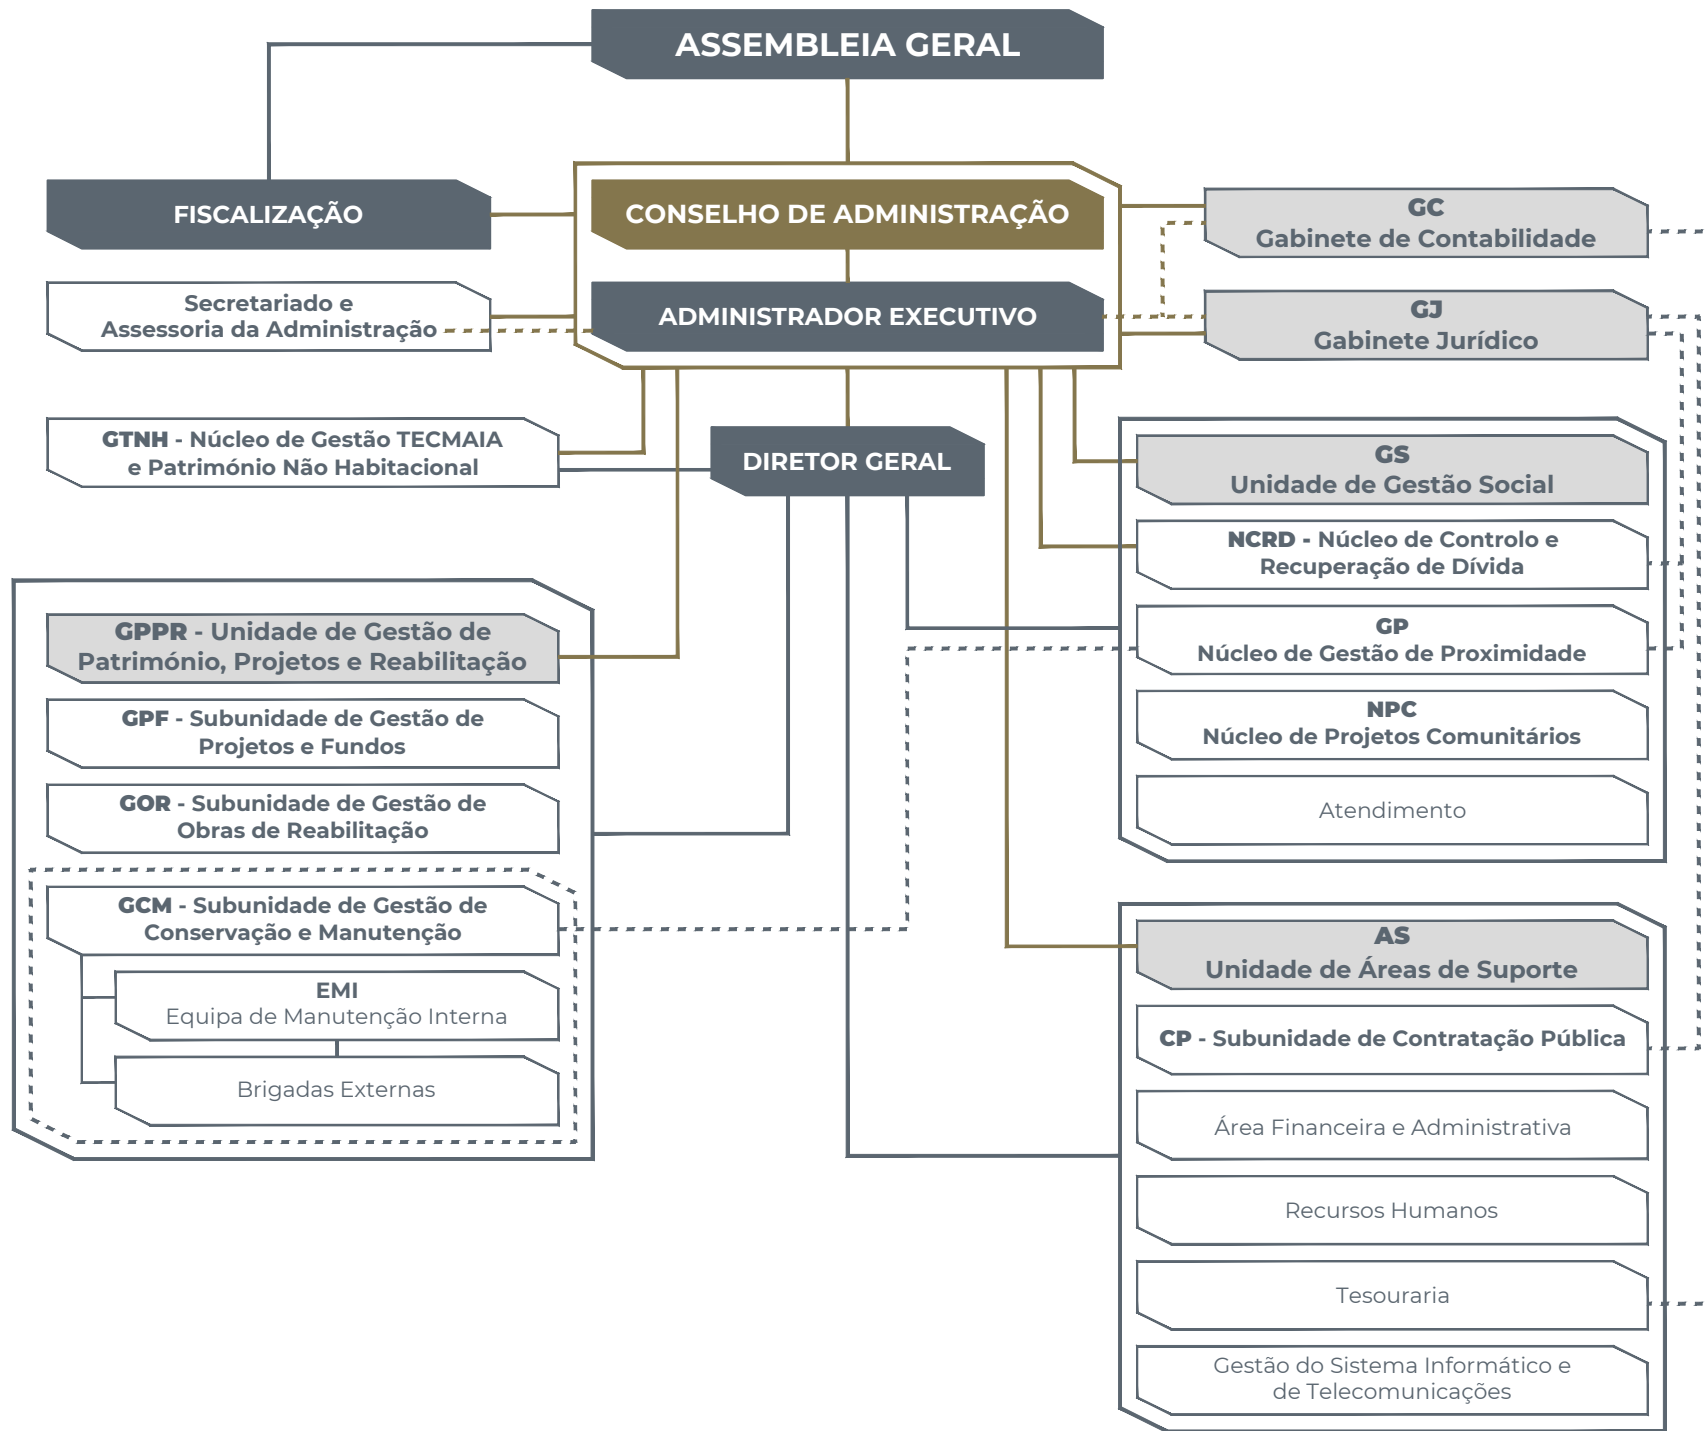 ASSEMBLEIA GERAL
FISCALIZAÇÃO
CONSELHO DE ADMINISTRAÇÃO
GC
Gabinete de Contabilidade
Secretariado e
Assessoria da Administração
ADMINISTRADOR EXECUTIVO
GJ
Gabinete Jurídico
GTNH - Núcleo de Gestão TECMAIA
e Património Não Habitacional
DIRETOR GERAL
GS
Unidade de Gestão Social
NCRD - Núcleo de Controlo e
Recuperação de Dívida
GP
Núcleo de Gestão de Proximidade
NPC
Núcleo de Projetos Comunitários
Atendimento
GPPR - Unidade de Gestão de
Património, Projetos e Reabilitação
GPF - Subunidade de Gestão de
Projetos e Fundos
GOR - Subunidade de Gestão de
Obras de Reabilitação
GCM - Subunidade de Gestão de
Conservação e Manutenção
EMI
Equipa de Manutenção Interna
Brigadas Externas
AS
Unidade de Áreas de Suporte
CP - Subunidade de Contratação Pública
Área Financeira e Administrativa
Recursos Humanos
Tesouraria
Gestão do Sistema Informático e
de Telecomunicações